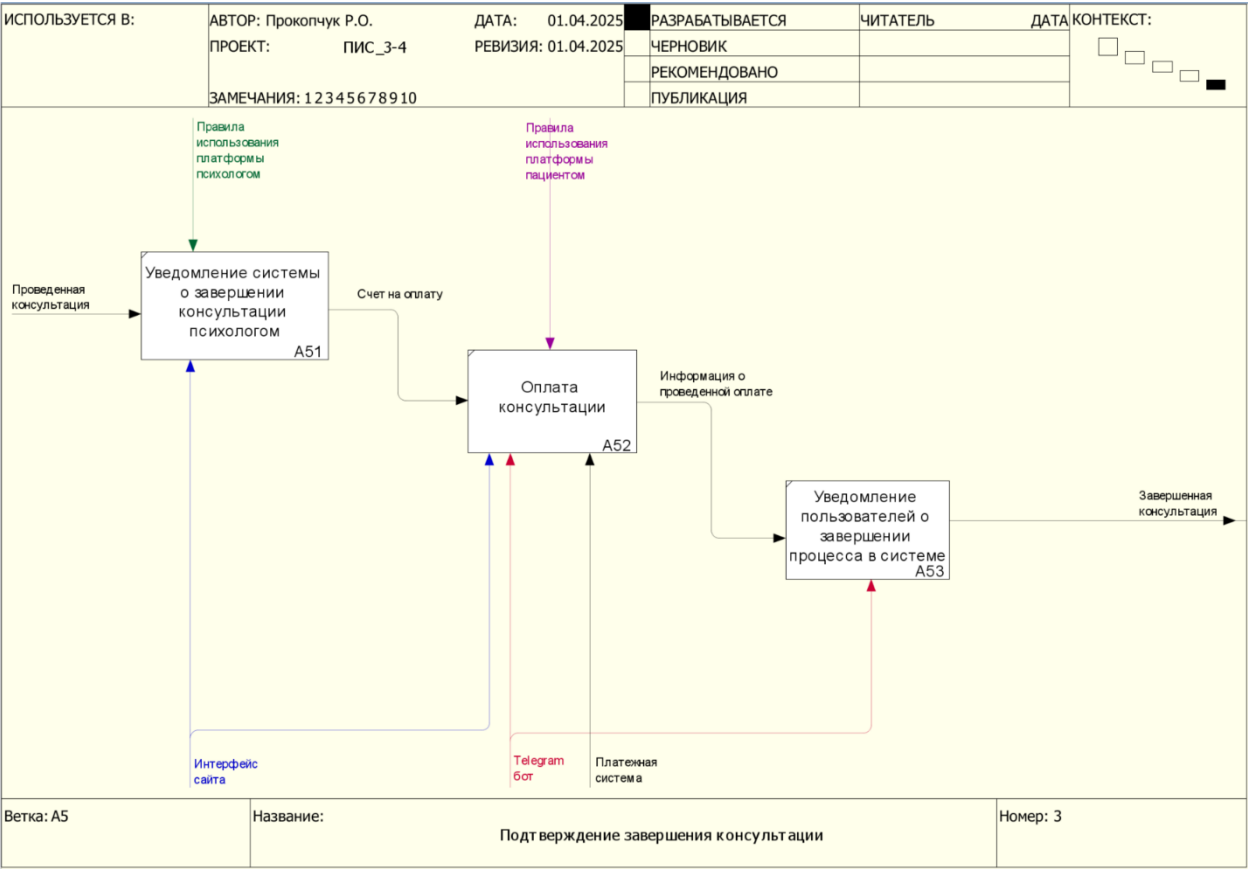 ИСПОЛЬЗУЕТСЯ В:
АВТОР: Прокопчук Р.О.
ДАТА: 01.04.2025
РАЗРАБАТЫВАЕТСЯ
ЧИТАТЕЛЬ
ДАТА
КОНТЕКСТ:
ПРОЕКТ: ПИС_3-4
РЕВИЗИЯ: 01.04.2025
ЧЕРНОВИК
РЕКОМЕНДОВАНО
ЗАМЕЧАНИЯ: 1 2 3 4 5 6 7 8 9 10
ПУБЛИКАЦИЯ
Правила
использования
платформы
психологом
Правила
использования
платформы
пациентом
Проведенная
консультация
Уведомление системы
о завершении
консультации
психологом
A51
Счет на оплату
Оплата
консультации
A52
Информация о
проведенной оплате
Уведомление
пользователей о
завершении
процесса в системе
A53
Завершенная
консультация
Интерфейс
сайта
Telegram
бот
Платежная
система
Ветка: A5
Название:
Подтверждение завершения консультации
Номер: 3